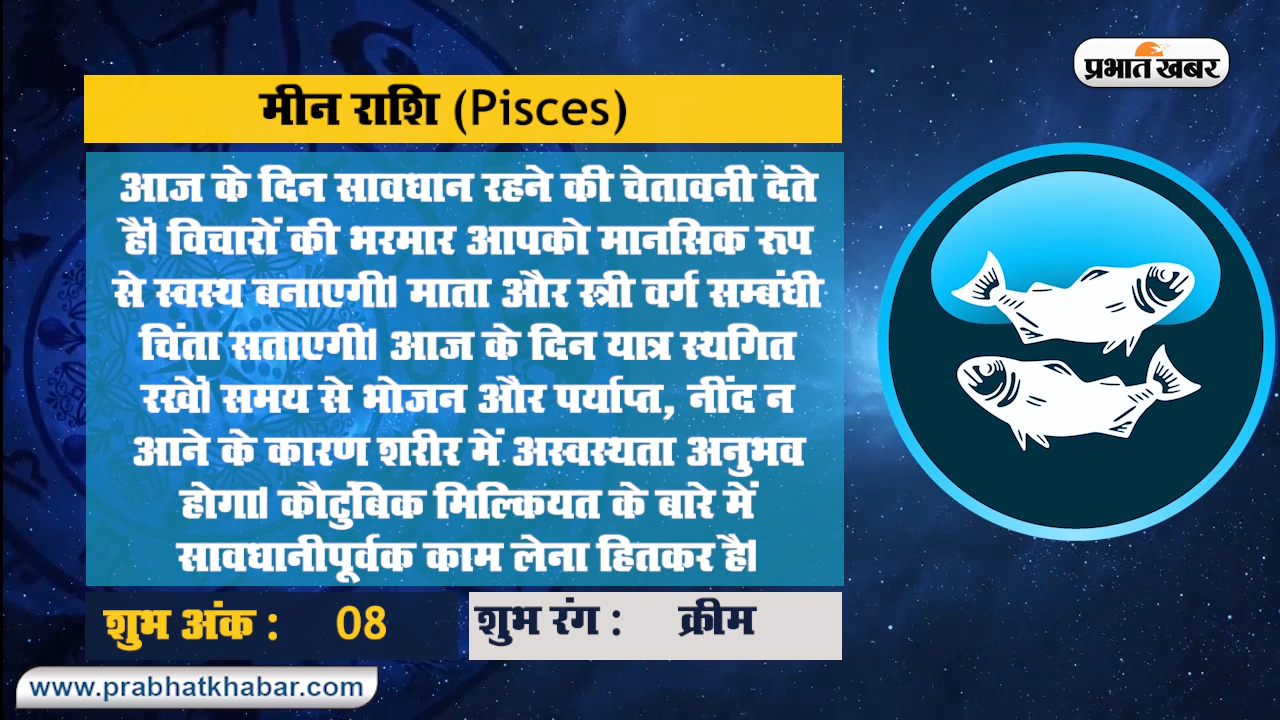 प्रभात खबर
मीन राशि (Pisces)
आज के दिन सावधान रहने की चेतावनी देते
हैं। विचारों की भरमार आपको मानसिक रूप
से स्वस्थ बनाएगी। माता और स्त्री वर्ग सम्बंधी
चिंता सताएगी। आज के दिन यात्र स्थगित
रखें। समय से भोजन और पर्याप्त, नींद न
आने के कारण शरीर में अस्वस्थता अनुभव
होगा। कौटुंबिक मिल्कियत के बारे में
सावधानीपूर्वक काम लेना हितकर है।
शुभ अंक : 08 शुभ रंग : क्रीम
www.prabhatkhabar.com